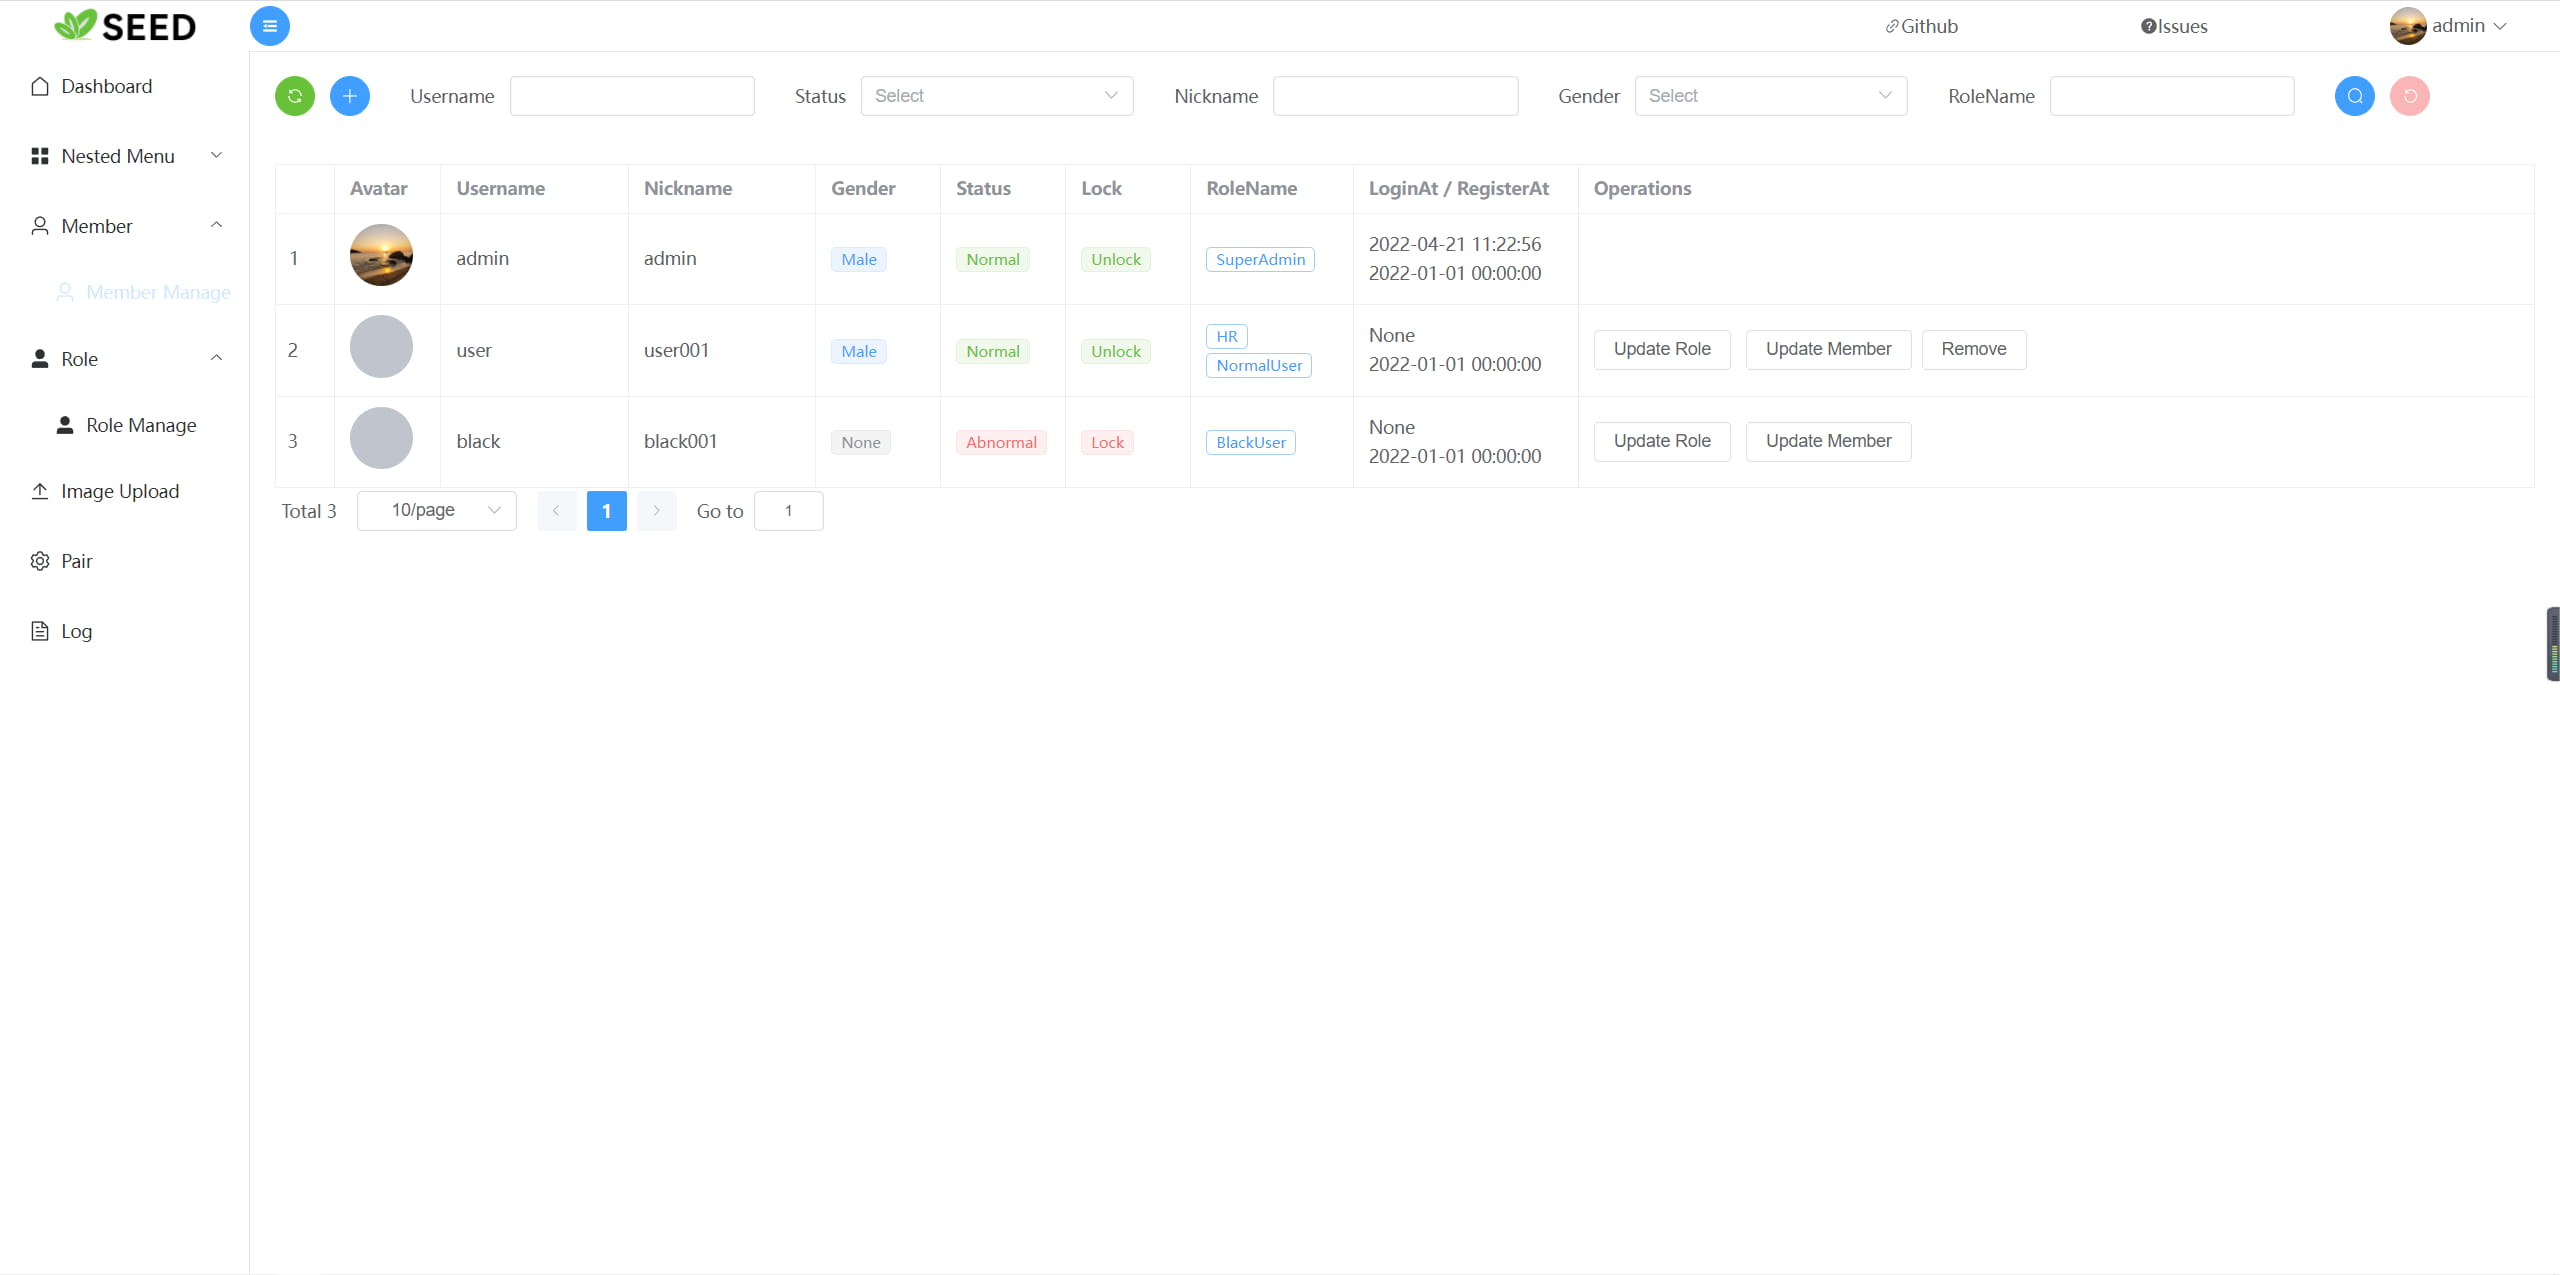 SEED
Github
Issues
admin
Dashboard
Nested Menu
Member
Member Manage
Role
Role Manage
Image Upload
Pair
Log
Username
Status Select
Nickname
Gender Select
RoleName
Avatar Username Nickname Gender Status Lock RoleName LoginAt / RegisterAt Operations
1 admin admin Male Normal Unlock SuperAdmin 2022-04-21 11:22:56
2022-01-01 00:00:00
2 user user001 Male Normal Unlock HR
NormalUser
None
2022-01-01 00:00:00
Update Role Update Member Remove
3 black black001 None Abnormal Lock BlackUser None
2022-01-01 00:00:00
Update Role Update Member
Total 3 10/page 1 Go to 1